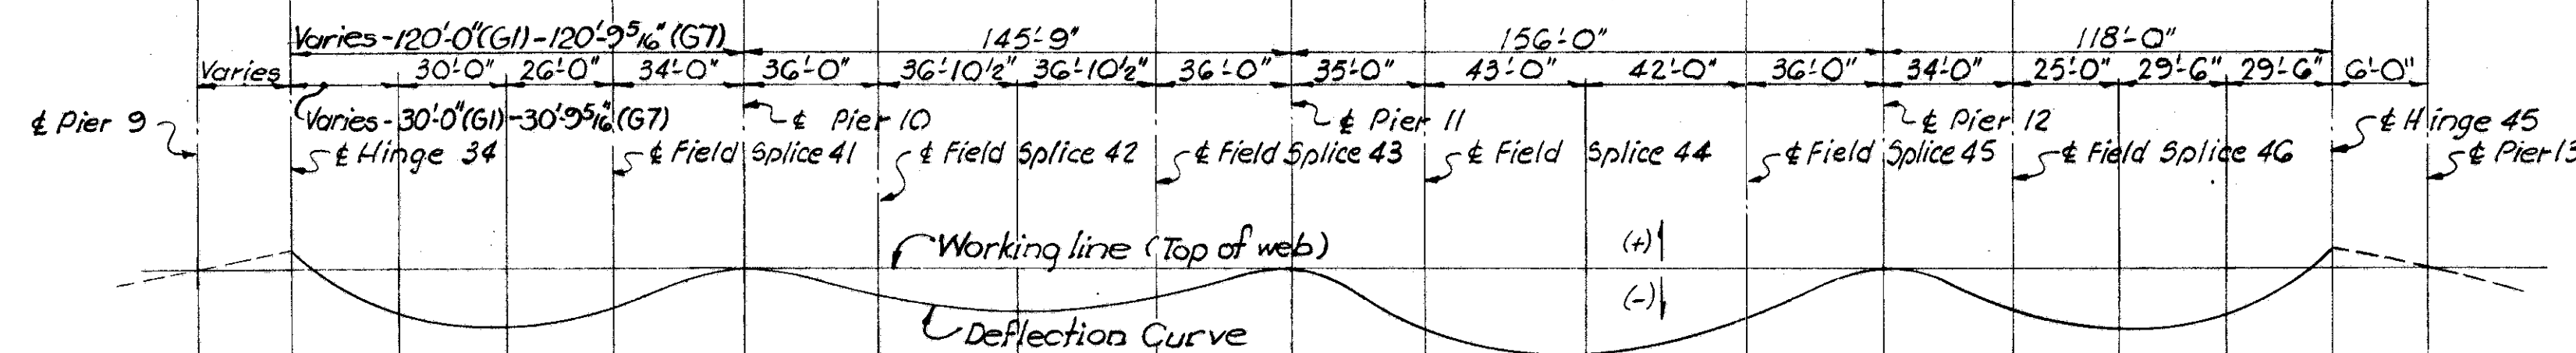 Varies-120'-0"(G1)-120'-9 5/16"(G7) 145'-9" 156'-0" 118'-0"
Varies 30'-0" 26'-0" 34'-0" 36'-0" 36'-10 1/2" 36'-10 1/2" 36'-0" 35'-0" 43'-0" 42'-0" 36'-0" 34'-0" 25'-0" 29'-6" 29'-6" 6'-0"
℄ Pier 9 Varies-30'-0"(G1)-30'-9 5/16"(G7) ℄ Pier 10 ℄ Pier 11 ℄ Pier 12 ℄ Hinge 45
℄ Hinge 34 ℄ Field Splice 41 ℄ Field Splice 42 ℄ Field Splice 43 ℄ Field Splice 44 ℄ Field Splice 45 ℄ Field Splice 46 ℄ Pier 13
Working line (Top of web) (+)
(-)
Deflection Curve